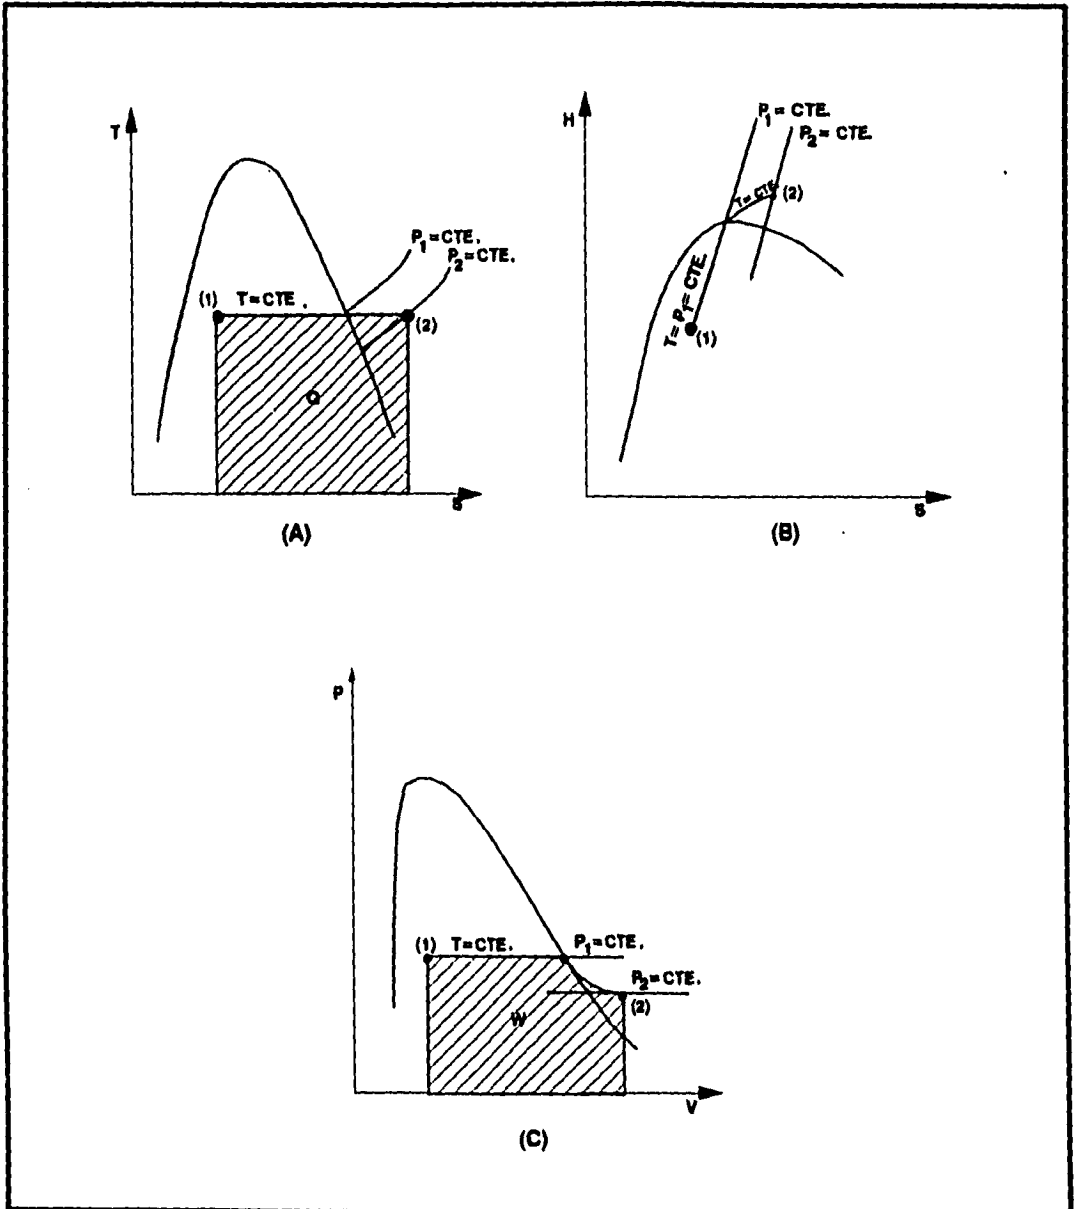 T
P₁=CTE.
P₂=CTE.
(1) T=CTE.
(2)
Q
S
(A)
H
P₁=CTE.
P₂=CTE.
T=CTE
(2)
T=P₁=CTE.
(1)
S
(B)
P
(1) T=CTE. P₁=CTE.
P₂=CTE.
(2)
W
V
(C)